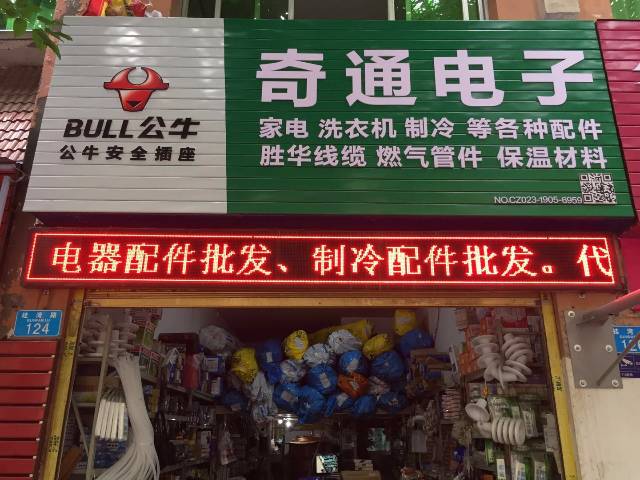 奇通电子
BULL公牛
公牛安全插座
家电 洗衣机 制冷 等各种配件
胜华线缆 燃气管件 保温材料
NO.CZ023-1905-6959
电器配件批发、制冷配件批发。代
124